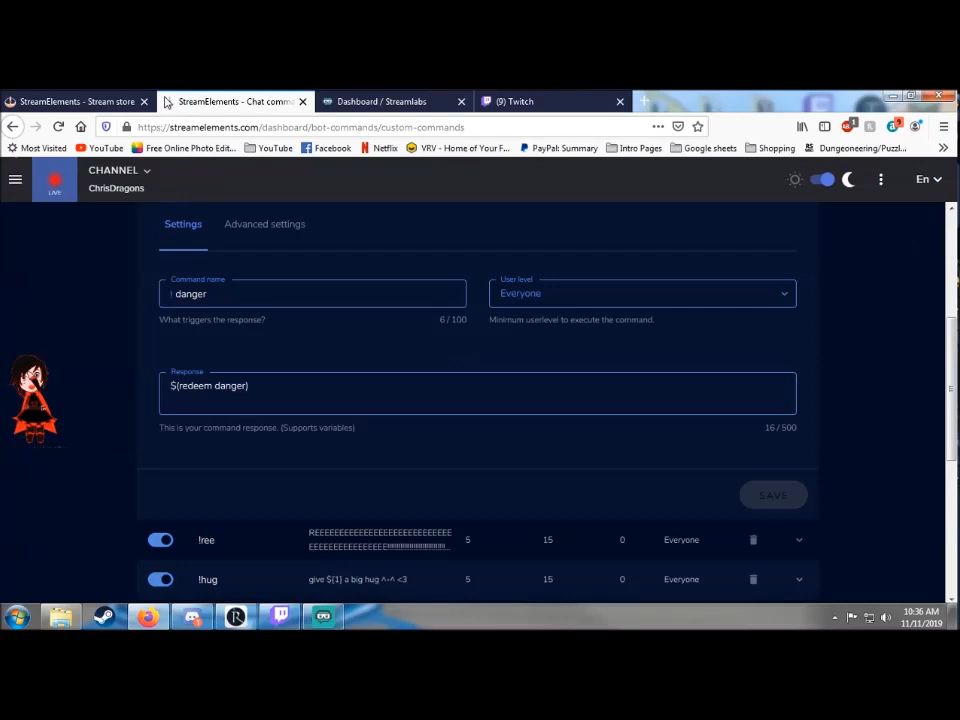 StreamElements - Stream store
StreamElements - Chat comm
Dashboard / Streamlabs
(9) Twitch
https://streamelements.com/dashboard/bot-commands/custom-commands
1
9
Most Visited
YouTube
Free Online Photo Edit...
YouTube
Facebook
Netflix
VRV - Home of Your F...
PayPal: Summary
Intro Pages
Google sheets
Shopping
Dungeoneering/Puzzl...
LIVE
CHANNEL
ChrisDragons
En
Settings
Advanced settings
Command name
! danger
What triggers the response?
6 / 100
User level
Everyone
Minimum userlevel to execute the command.
Response
$(redeem danger)
This is your command response. (Supports variables)
16 / 500
SAVE
!ree
5
15
0
Everyone
!hug
give ${1} a big hug ^-^ <3
5
15
0
Everyone
10:36 AM
11/11/2019